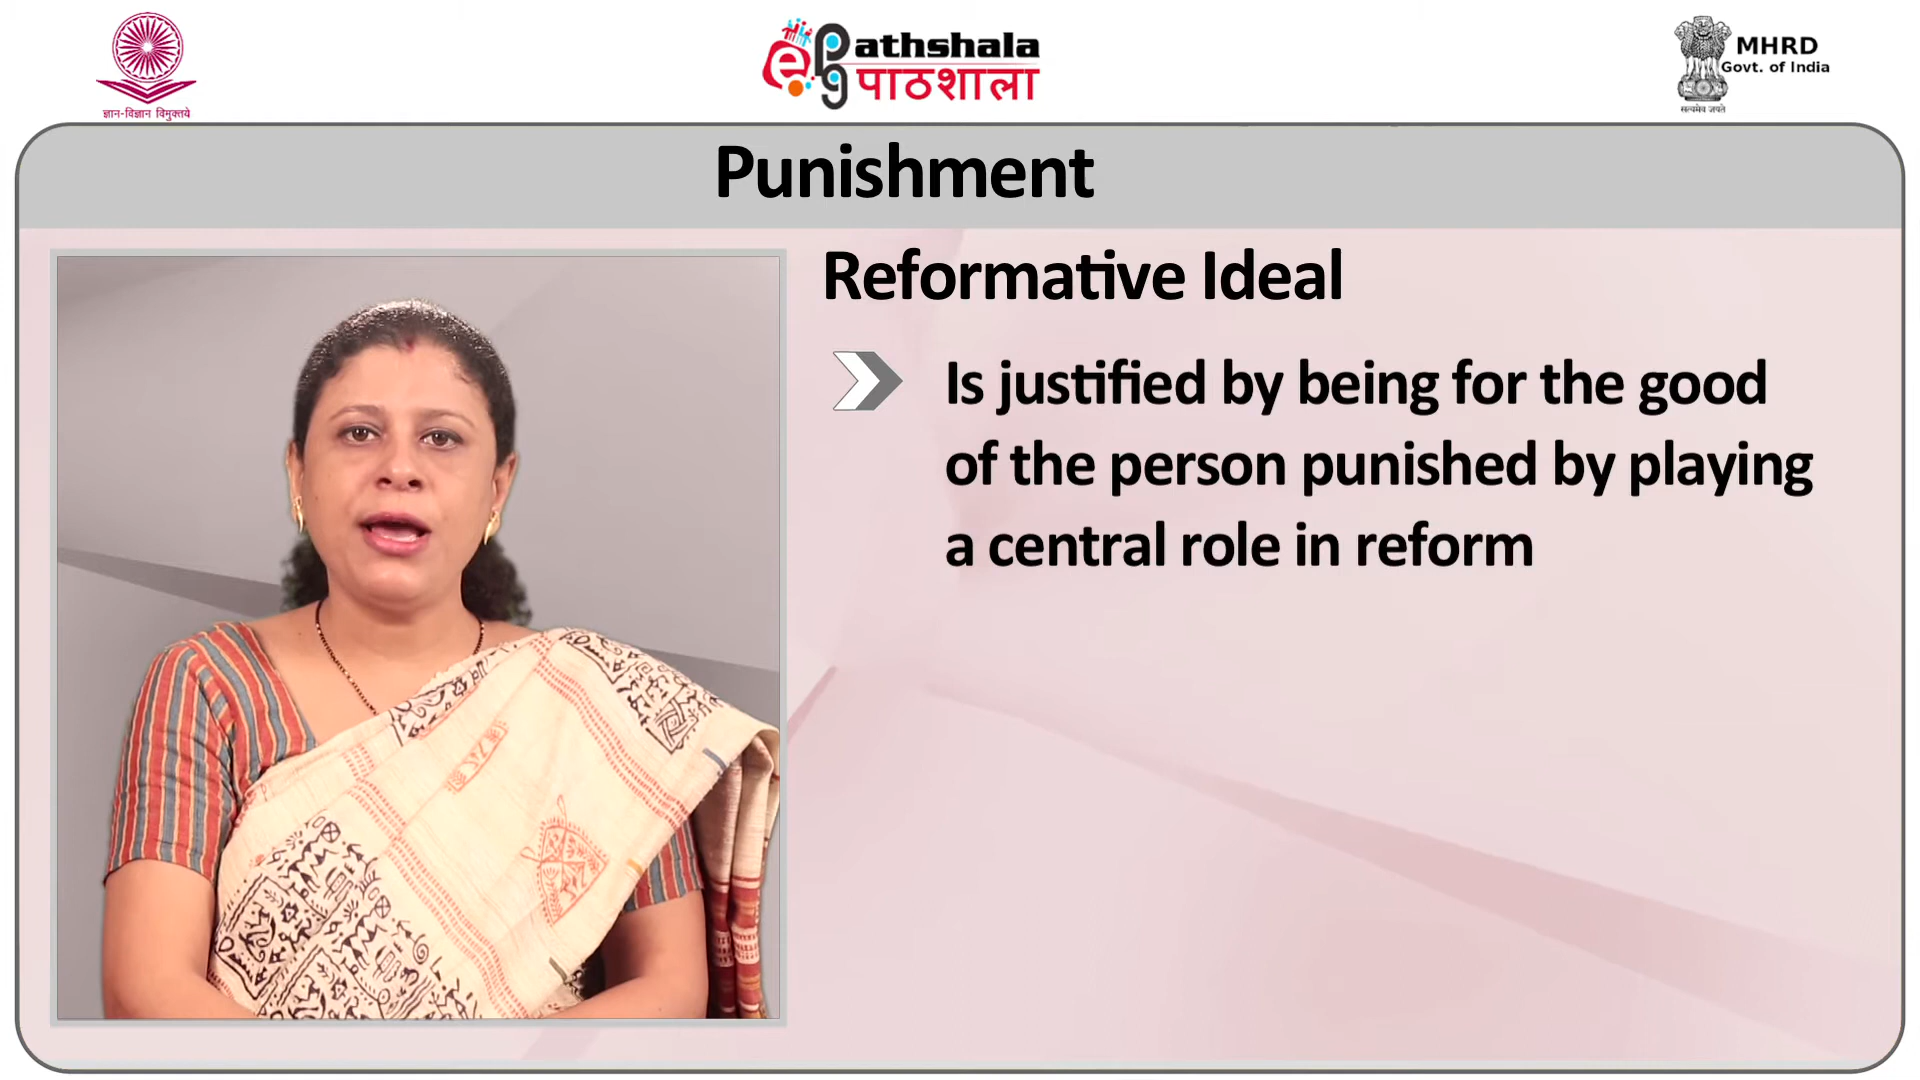 ज्ञान-विज्ञान विमुक्तये
epgathshala
पाठशाला
MHRD
Govt. of India
सत्यमेव जयते
Punishment
Reformative Ideal
Is justified by being for the good
of the person punished by playing
a central role in reform